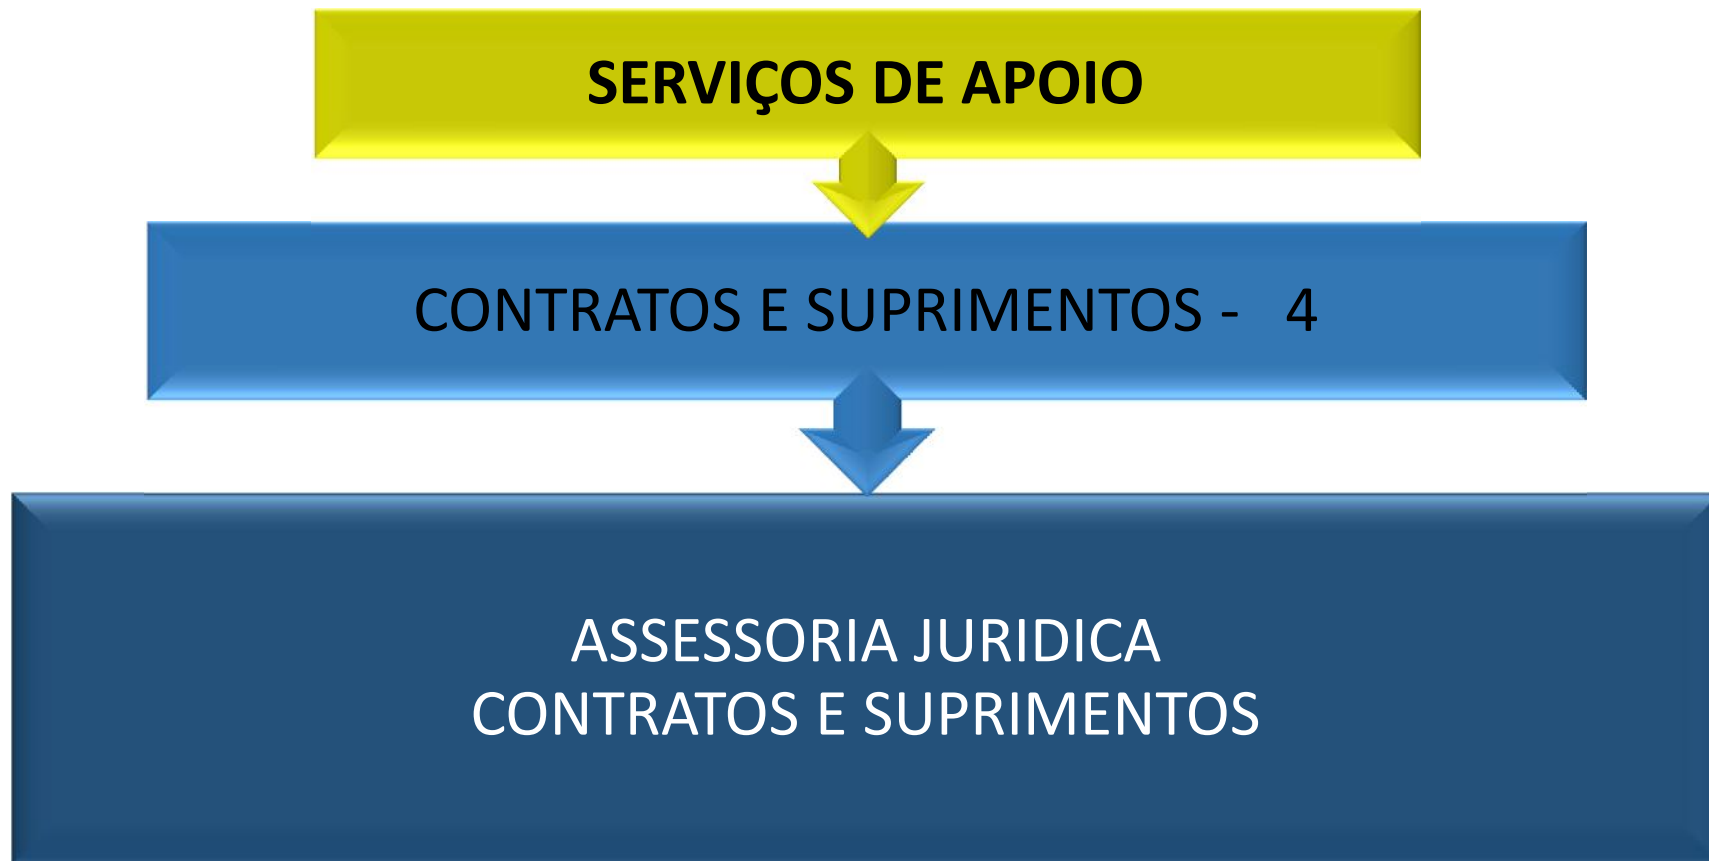 SERVIÇOS DE APOIO
CONTRATOS E SUPRIMENTOS -   4
ASSESSORIA JURIDICA
CONTRATOS E SUPRIMENTOS